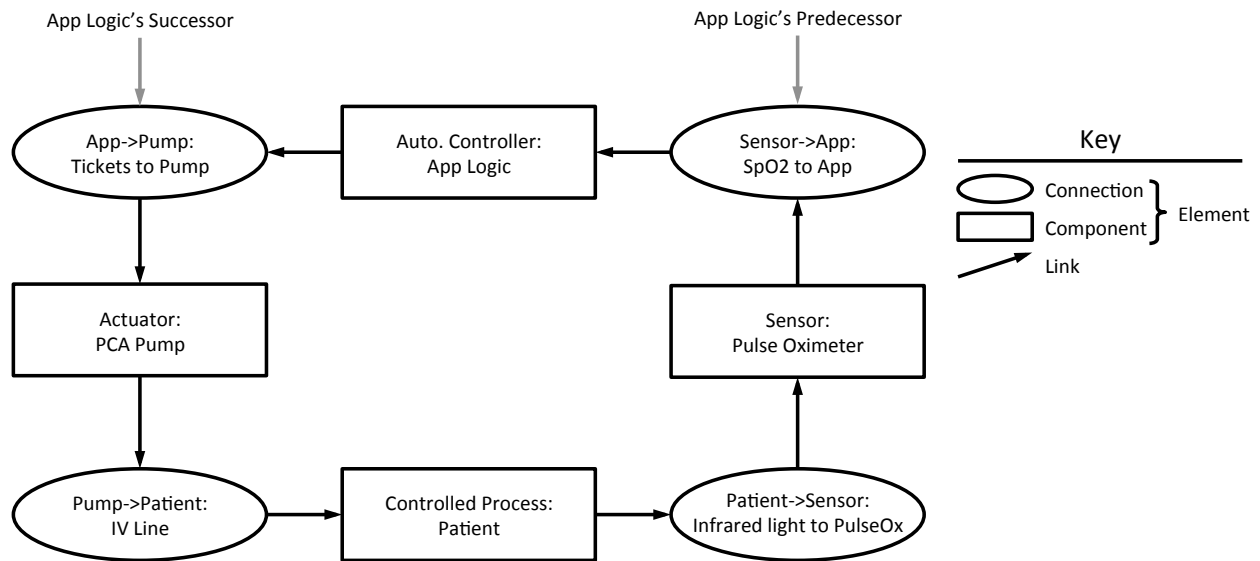 App Logic's Successor
App Logic's Predecessor
App->Pump:
Tickets to Pump
Auto. Controller:
App Logic
Sensor->App:
SpO2 to App
Key
Connection
Component
Element
Link
Actuator:
PCA Pump
Sensor:
Pulse Oximeter
Pump->Patient:
IV Line
Controlled Process:
Patient
Patient->Sensor:
Infrared light to PulseOx